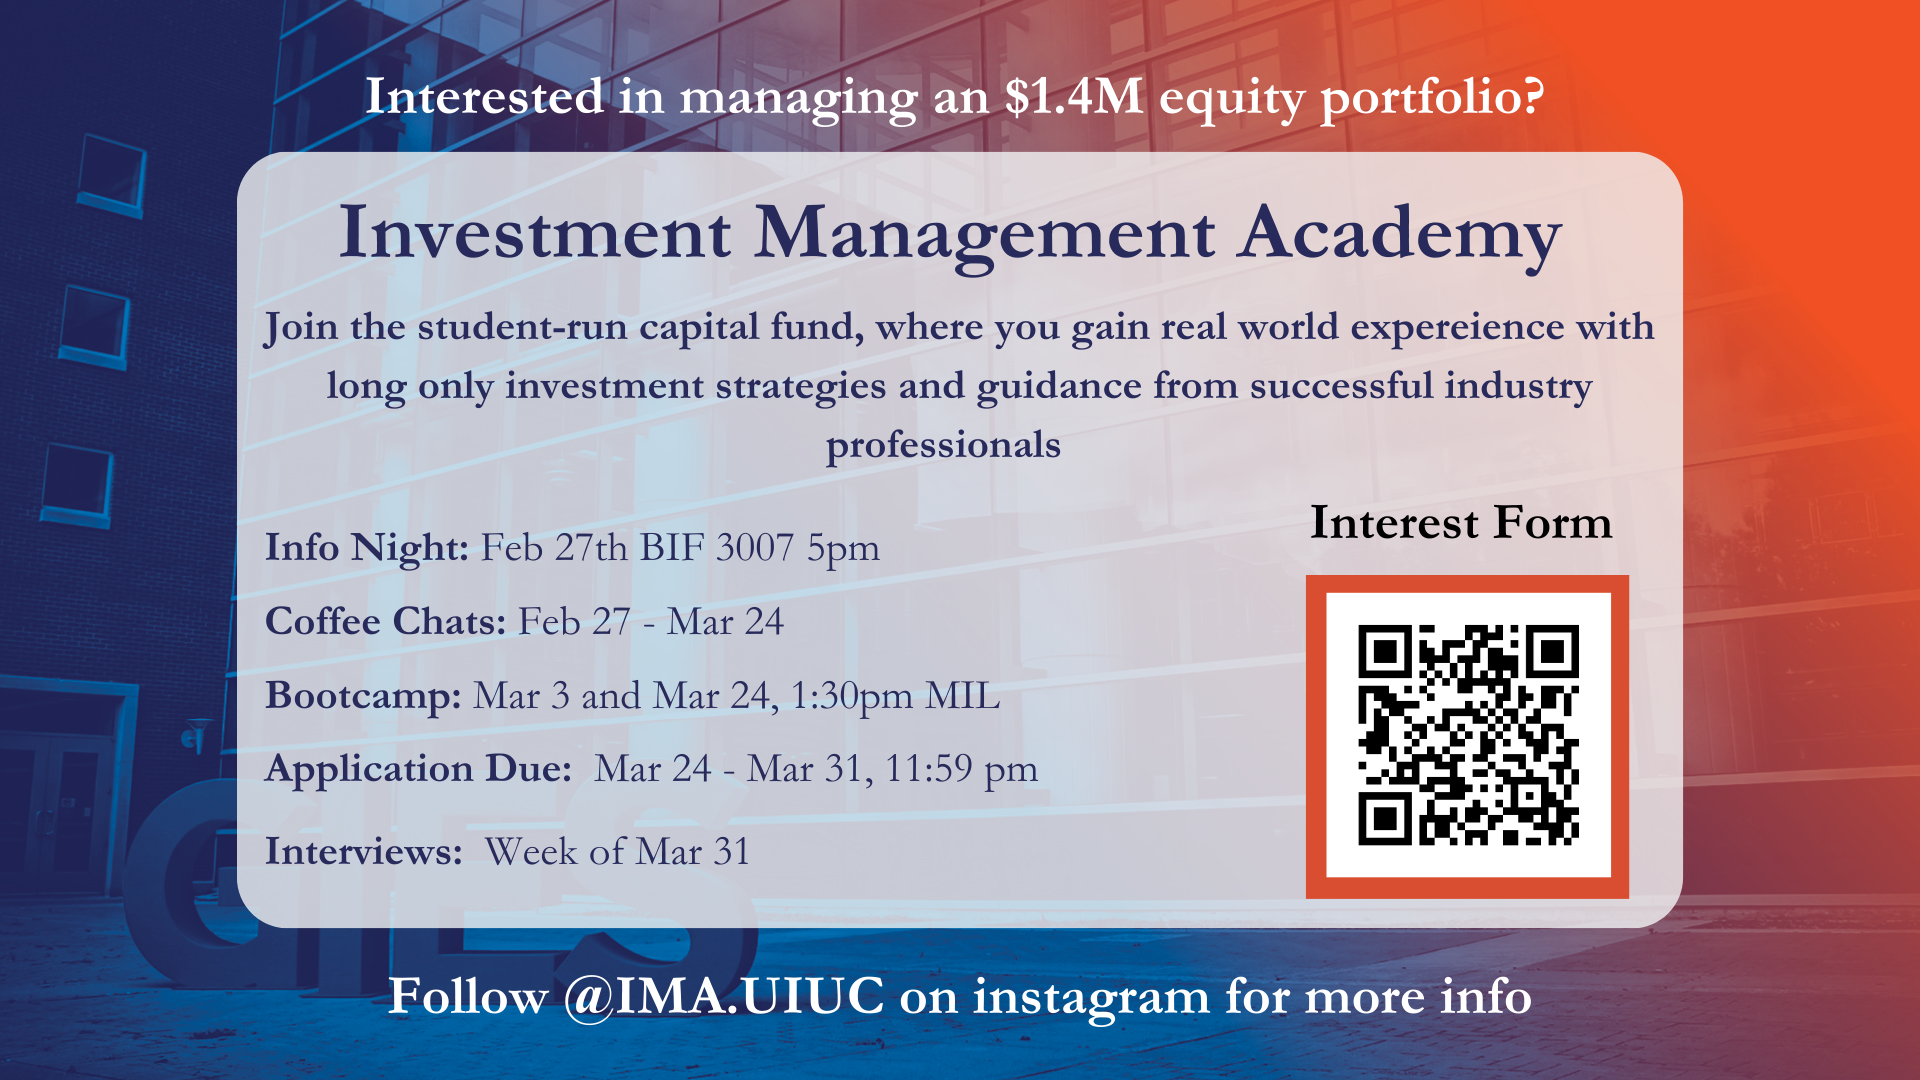 Interested in managing an $1.4M equity portfolio?
Investment Management Academy
Join the student-run capital fund, where you gain real world expereience with
long only investment strategies and guidance from successful industry
professionals
Interest Form
Info Night: Feb 27th BIF 3007 5pm
Coffee Chats: Feb 27 - Mar 24
Bootcamp: Mar 3 and Mar 24, 1:30pm MIL
Application Due: Mar 24 - Mar 31, 11:59 pm
Interviews: Week of Mar 31
GIES
Follow @IMA.UIUC on instagram for more info